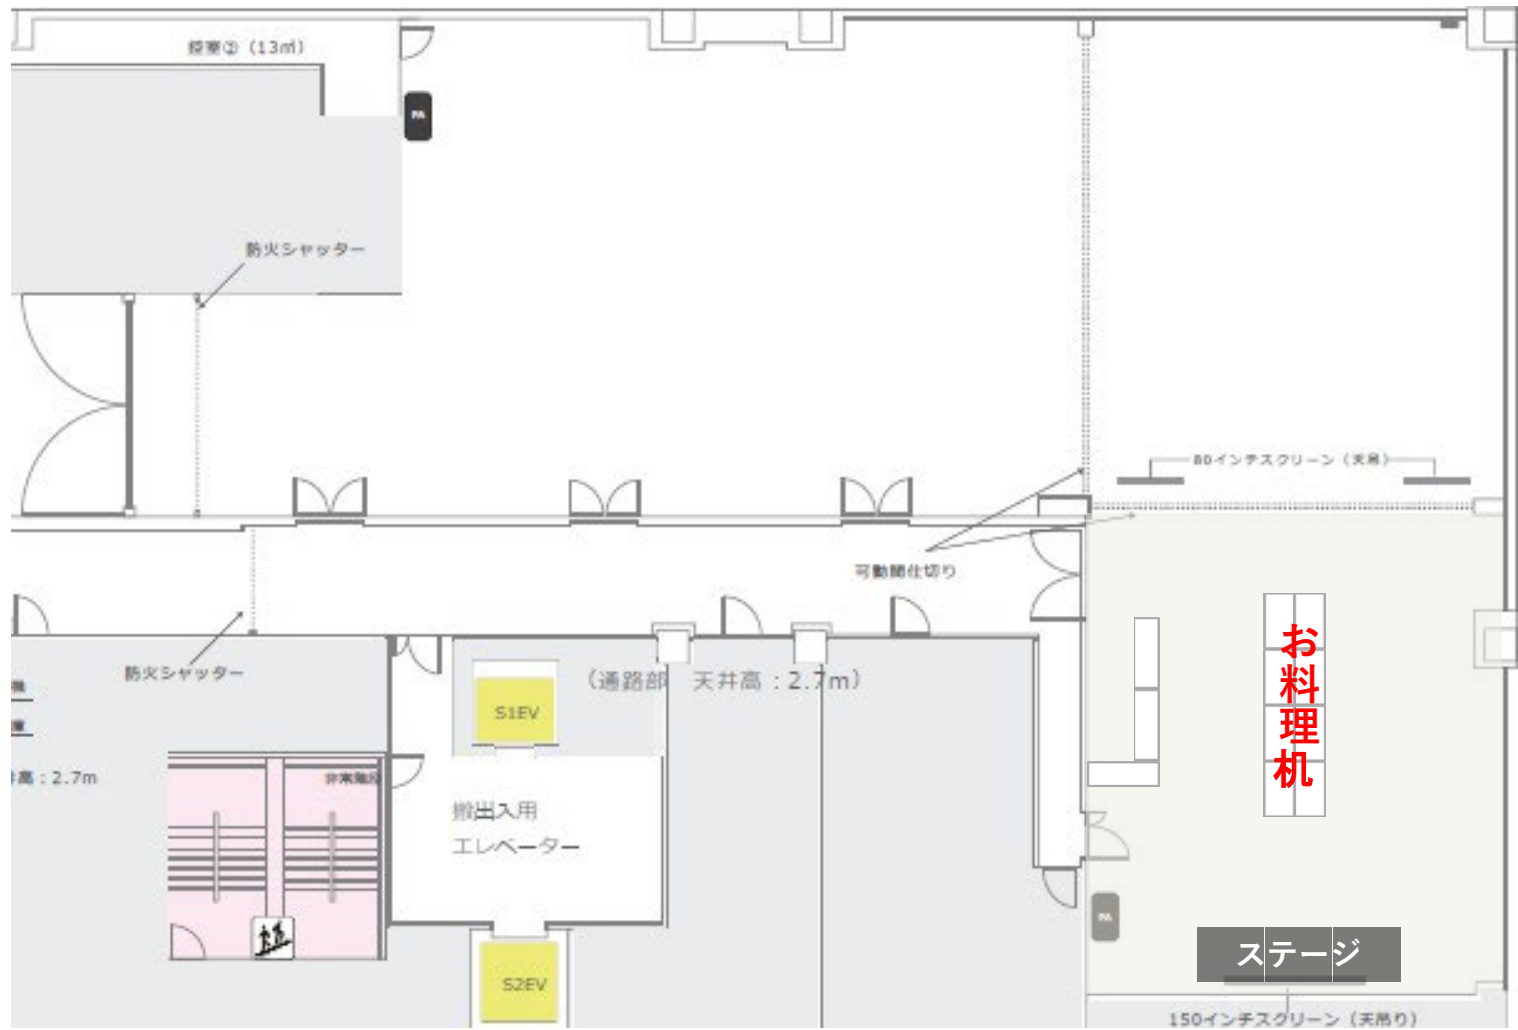 控室②（13㎡）
PA
防火シャッター
80インチスクリーン（天吊）
可動間仕切り
防火シャッター
（通路部　天井高：2.7m）
お料理机
S1EV
井高：2.7m
非常階段
搬出入用
エレベーター
PA
ステージ
S2EV
150インチスクリーン（天吊り）